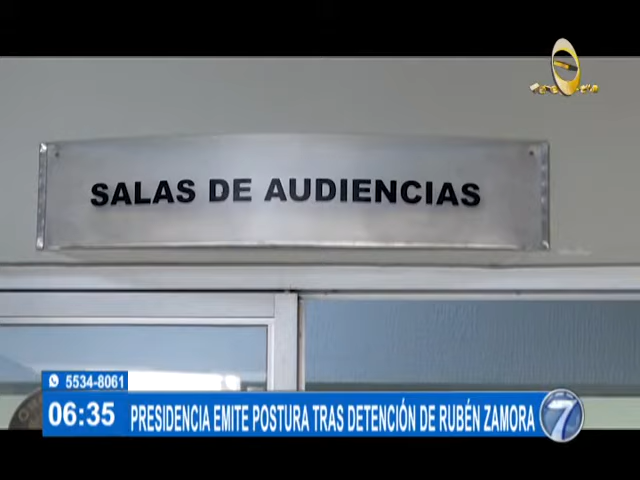 SALAS DE AUDIENCIAS
5534-8061
06:35 PRESIDENCIA EMITE POSTURA TRAS DETENCIÓN DE RUBÉN ZAMORA 7